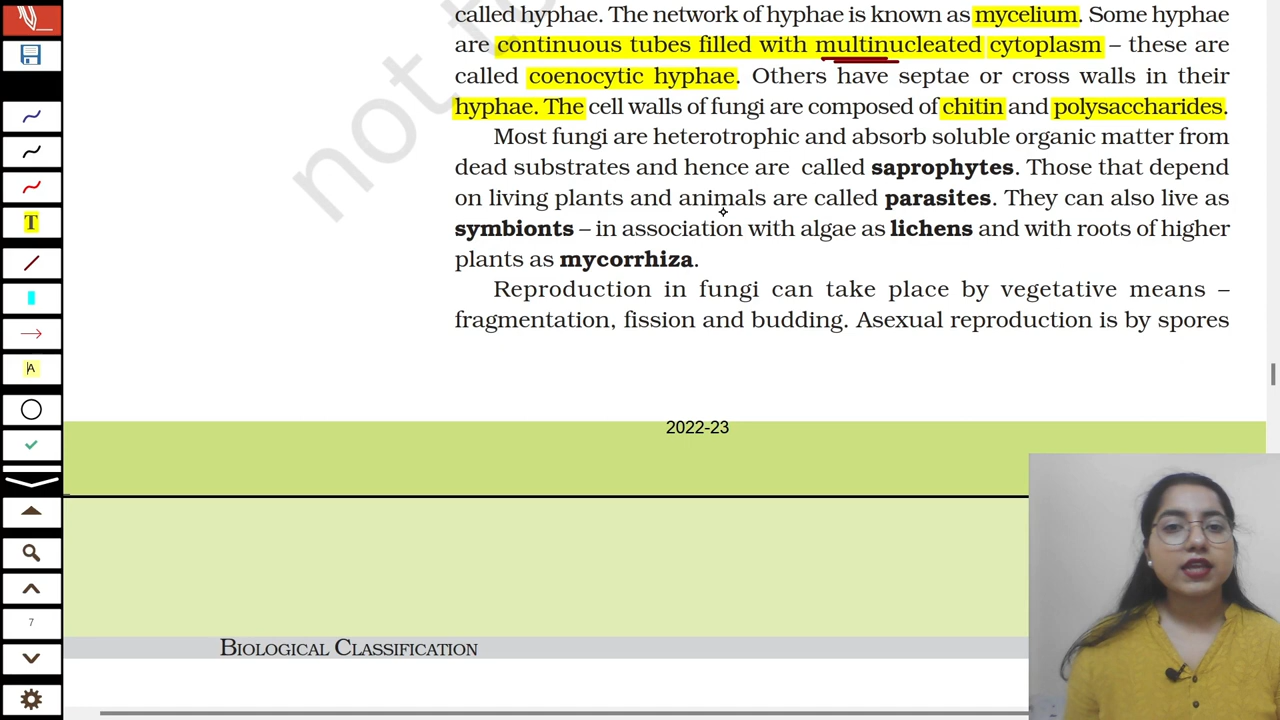 called hyphae. The network of hyphae is known as mycelium. Some hyphae
are continuous tubes filled with multinucleated cytoplasm – these are
called coenocytic hyphae. Others have septae or cross walls in their
hyphae. The cell walls of fungi are composed of chitin and polysaccharides.
Most fungi are heterotrophic and absorb soluble organic matter from
dead substrates and hence are called saprophytes. Those that depend
on living plants and animals are called parasites. They can also live as
symbionts – in association with algae as lichens and with roots of higher
plants as mycorrhiza.
Reproduction in fungi can take place by vegetative means –
fragmentation, fission and budding. Asexual reproduction is by spores
not t
2022-23
BIOLOGICAL CLASSIFICATION
T
A
7